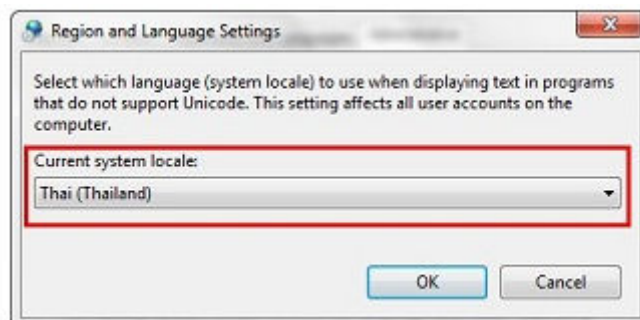 Region and Language Settings
Select which language (system locale) to use when displaying text in programs
that do not support Unicode. This setting affects all user accounts on the
computer.
Current system locale:
Thai (Thailand)
OK
Cancel